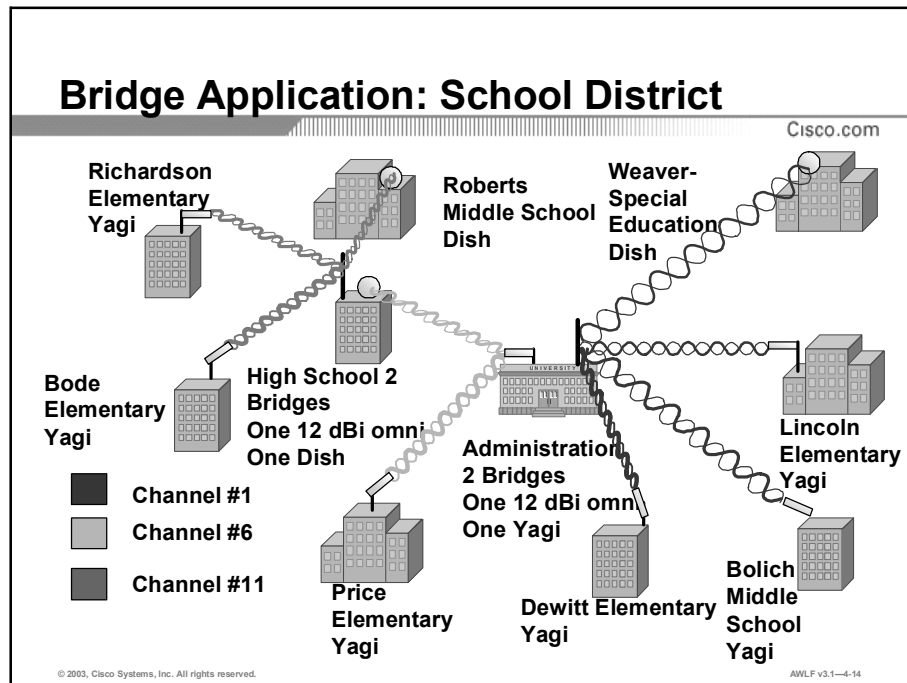 Bridge Application: School District
Cisco.com
Richardson
Elementary
Yagi
Roberts
Middle School
Dish
Weaver-
Special
Education
Dish
UNIVERSITY
Bode
Elementary
Yagi
High School 2
Bridges
One 12 dBi omni
One Dish
Administration
2 Bridges
One 12 dBi omni
One Yagi
Lincoln
Elementary
Yagi
Channel #1
Channel #6
Channel #11
Price
Elementary
Yagi
Dewitt Elementary
Yagi
Bolich
Middle
School
Yagi
© 2003, Cisco Systems, Inc. All rights reserved.
AWLF v3.1—4-14